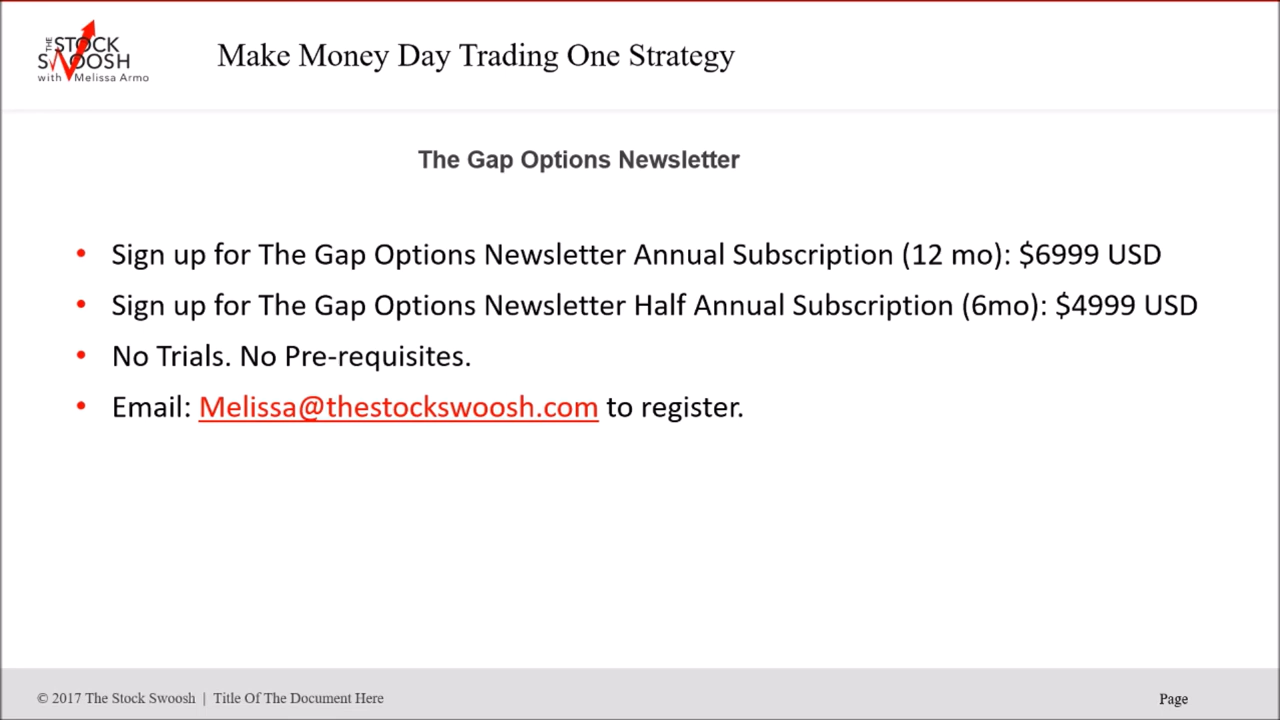 THE STOCK
SWOOSH
with Melissa Armo
Make Money Day Trading One Strategy
The Gap Options Newsletter
• Sign up for The Gap Options Newsletter Annual Subscription (12 mo): $6999 USD
• Sign up for The Gap Options Newsletter Half Annual Subscription (6mo): $4999 USD
• No Trials. No Pre-requisites.
• Email: Melissa@thestockswoosh.com to register.
© 2017 The Stock Swoosh | Title Of The Document Here
Page